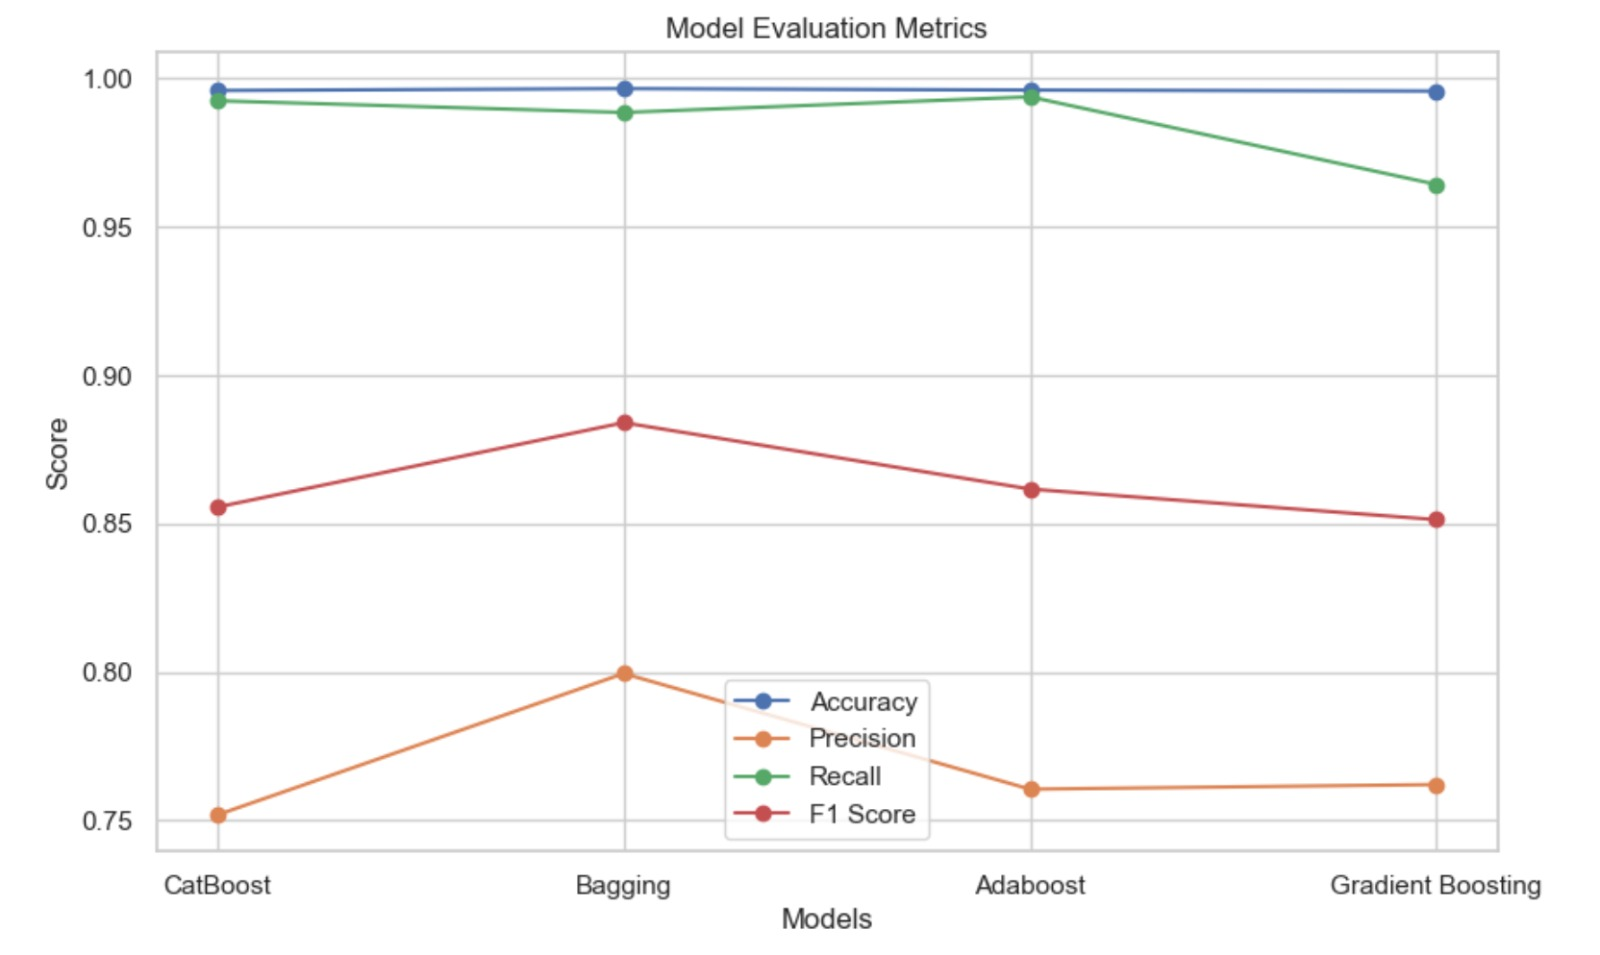 Model Evaluation Metrics
1.00
0.95
0.90
0.85
0.80
0.75
Score
Accuracy
Precision
Recall
F1 Score
CatBoost Bagging Adaboost Gradient Boosting
Models